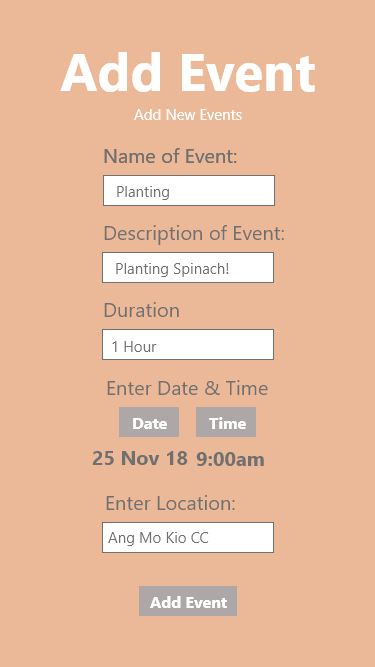 Add Event
Add New Events
Name of Event:
Planting
Description of Event:
Planting Spinach!
Duration
1 Hour
Enter Date & Time
Date Time
25 Nov 18 9:00am
Enter Location:
Ang Mo Kio CC
Add Event